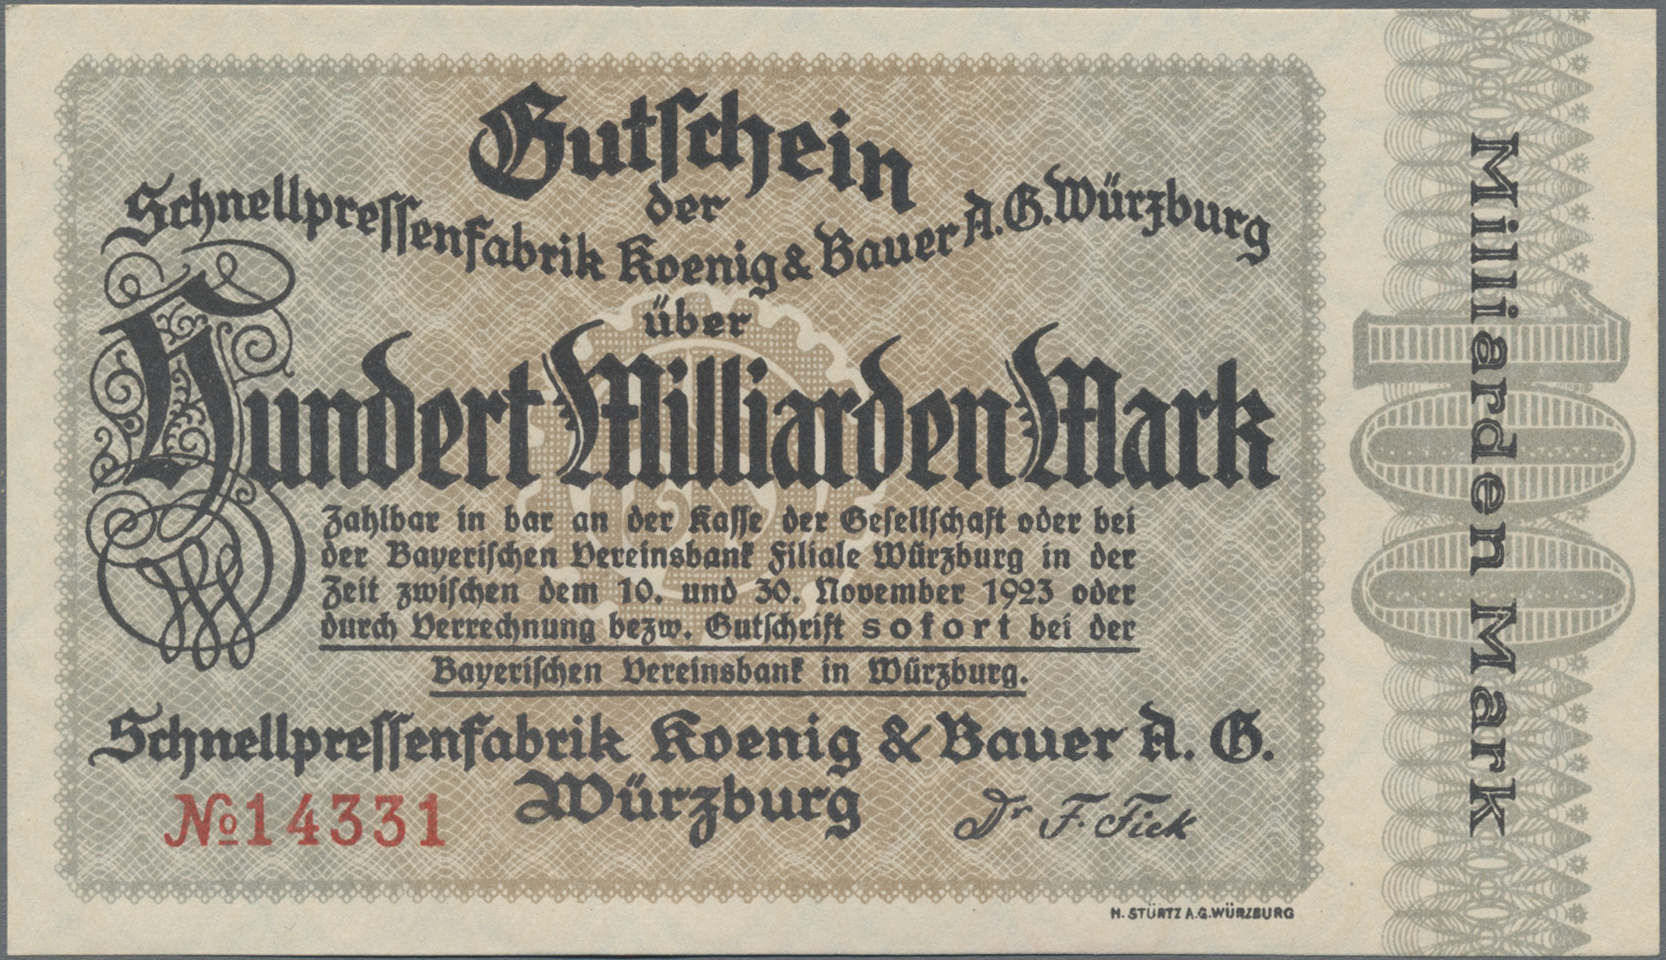 Gutschein
der
Schnellpressenfabrik Koenig & Bauer A.G. Würzburg
über
Hundert Milliarden Mark
Zahlbar in bar an der Kasse der Gesellschaft oder bei
der Bayerischen Vereinsbank Filiale Würzburg in der
Zeit zwischen dem 10. und 30. November 1923 oder
durch Verrechnung bezw. Gutschrift sofort bei der
Bayerischen Vereinsbank in Würzburg.
Schnellpressenfabrik Koenig & Bauer A. G.
Würzburg
№ 14331
Dr F. Fick
H. STÜRTZ A.G. WÜRZBURG
100
Milliarden Mark